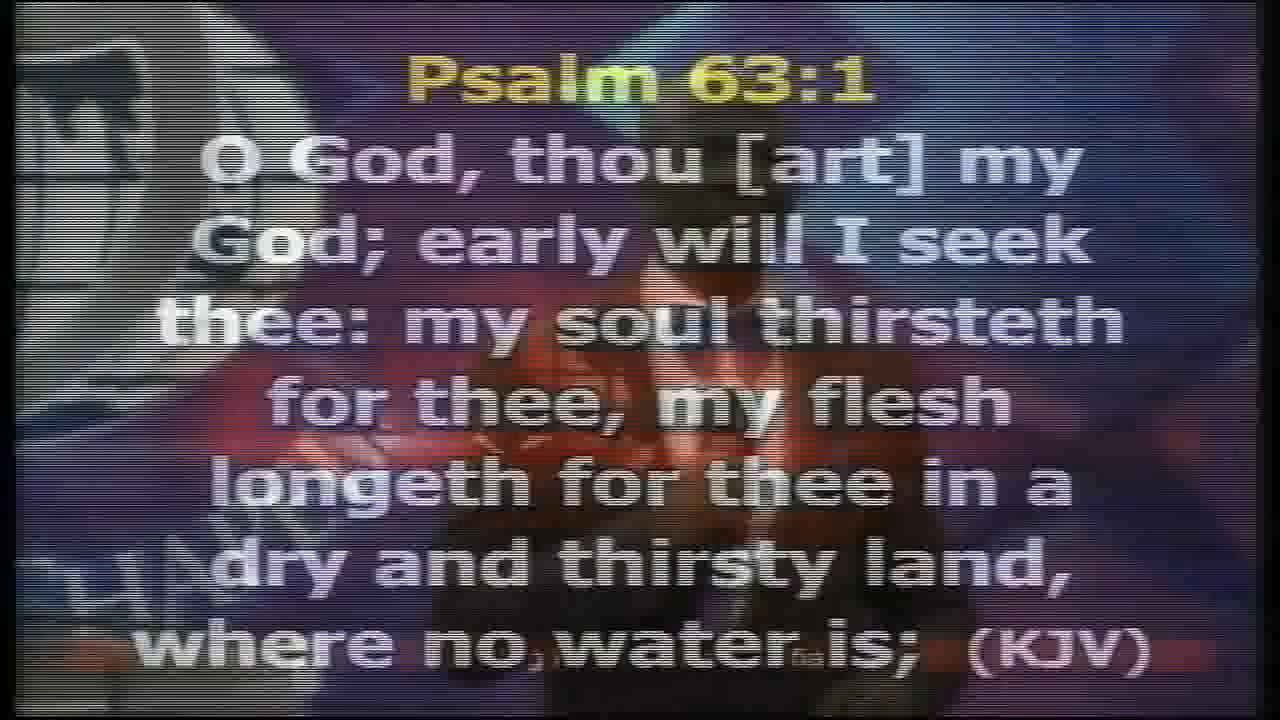 Psalm 63:1
O God, thou [art] my
God; early will I seek
thee: my soul thirsteth
for thee, my flesh
longeth for thee in a
dry and thirsty land,
where no water is; (KJV)